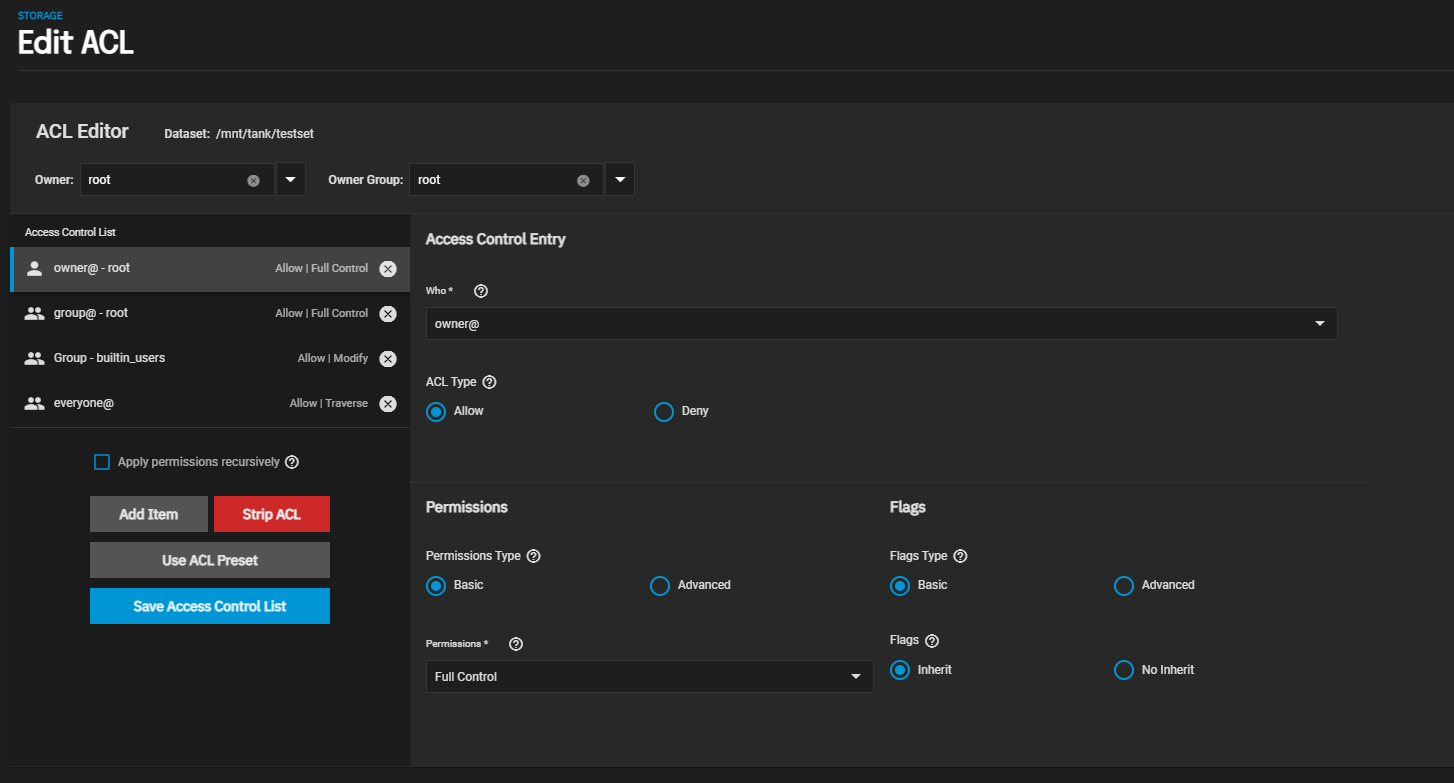 STORAGE
Edit ACL
ACL Editor Dataset: /mnt/tank/testset
Owner: root Owner Group: root
Access Control List
owner@ - root Allow | Full Control
group@ - root Allow | Full Control
Group - builtin_users Allow | Modify
everyone@ Allow | Traverse
Apply permissions recursively
Add Item Strip ACL
Use ACL Preset
Save Access Control List
Access Control Entry
Who *
owner@
ACL Type
Allow Deny
Permissions
Permissions Type
Basic Advanced
Permissions *
Full Control
Flags
Flags Type
Basic Advanced
Flags
Inherit No Inherit